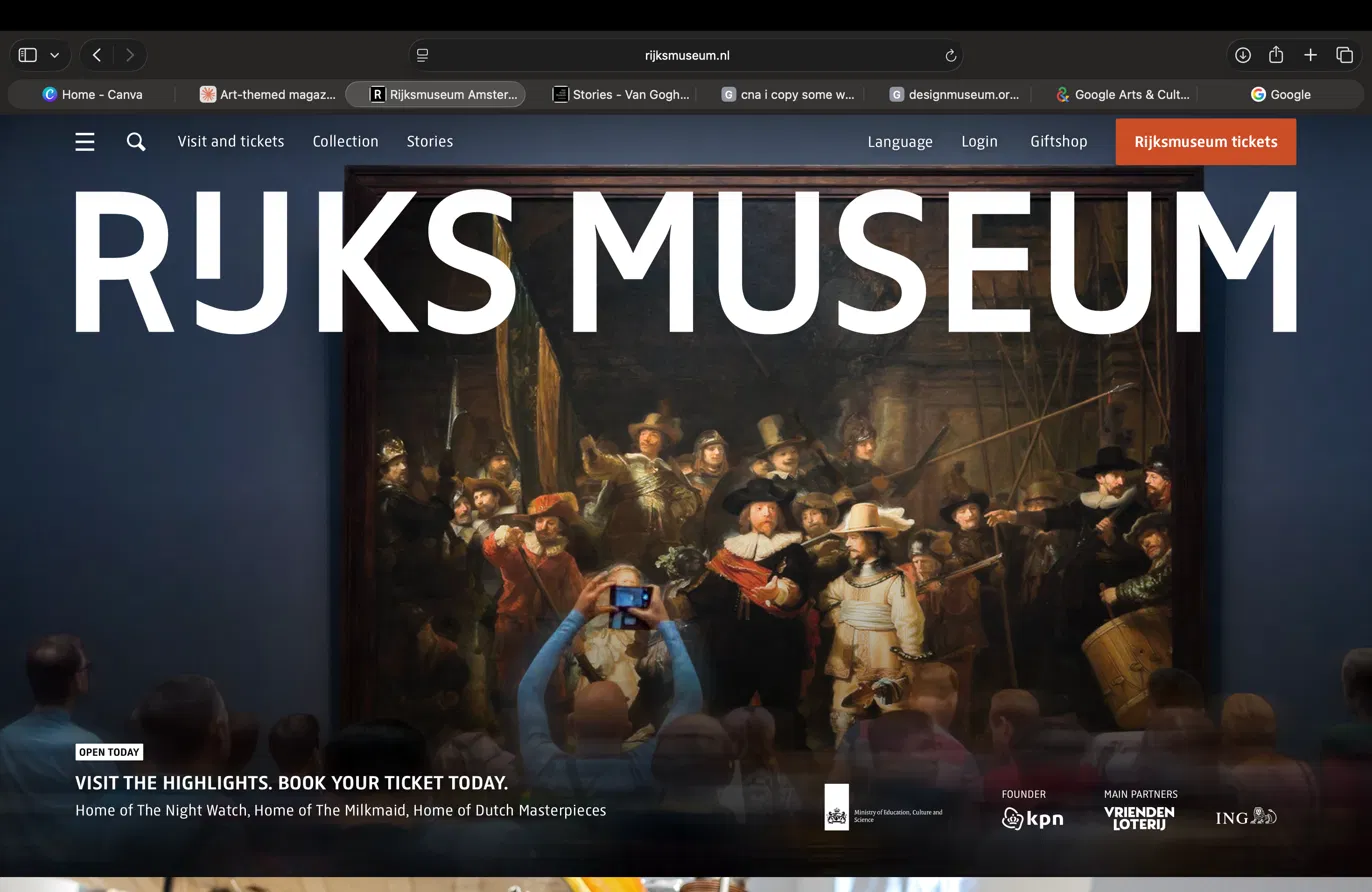 rijksmuseum.nl
Home - Canva
Art-themed magaz...
Rijksmuseum Amster...
Stories - Van Gogh...
cna i copy some w...
designmuseum.or...
Google Arts & Cult...
Google
Visit and tickets
Collection
Stories
Language
Login
Giftshop
Rijksmuseum tickets
RIJKS MUSEUM
OPEN TODAY
VISIT THE HIGHLIGHTS. BOOK YOUR TICKET TODAY.
Home of The Night Watch, Home of The Milkmaid, Home of Dutch Masterpieces
Ministry of Education, Culture and
Science
FOUNDER
kpn
MAIN PARTNERS
VRIENDEN
LOTERIJ
ING